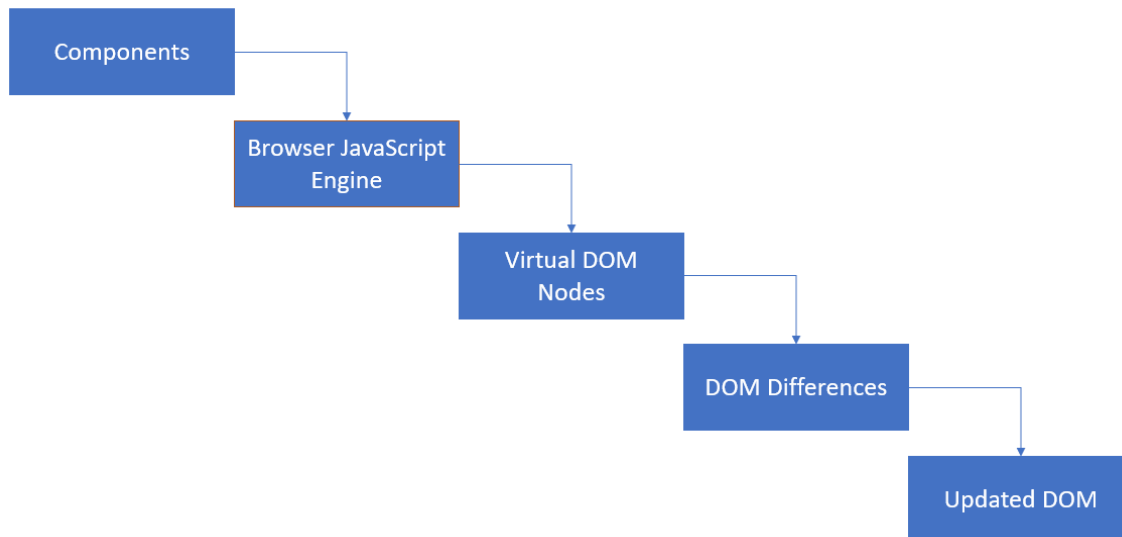 Components
Browser JavaScript
Engine
Virtual DOM
Nodes
DOM Differences
Updated DOM